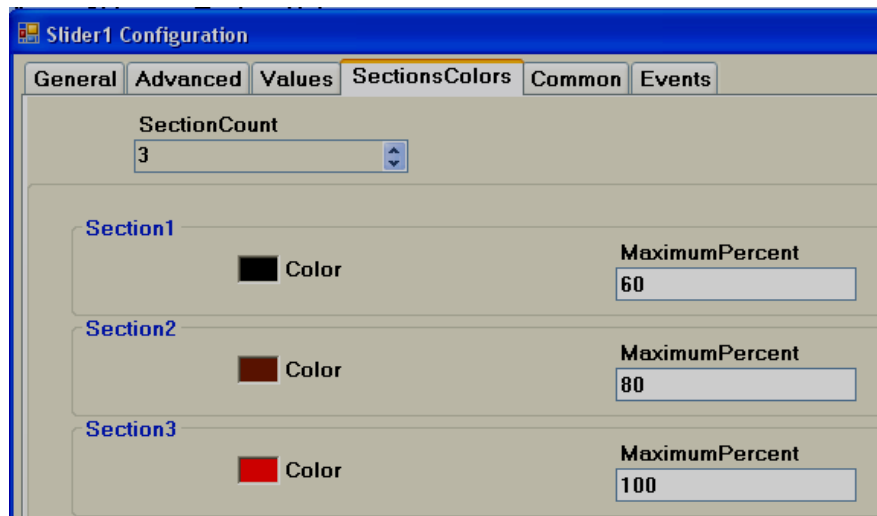 Slider1 Configuration
General Advanced Values SectionsColors Common Events
SectionCount
3
Section1
Color
MaximumPercent
60
Section2
Color
MaximumPercent
80
Section3
Color
MaximumPercent
100